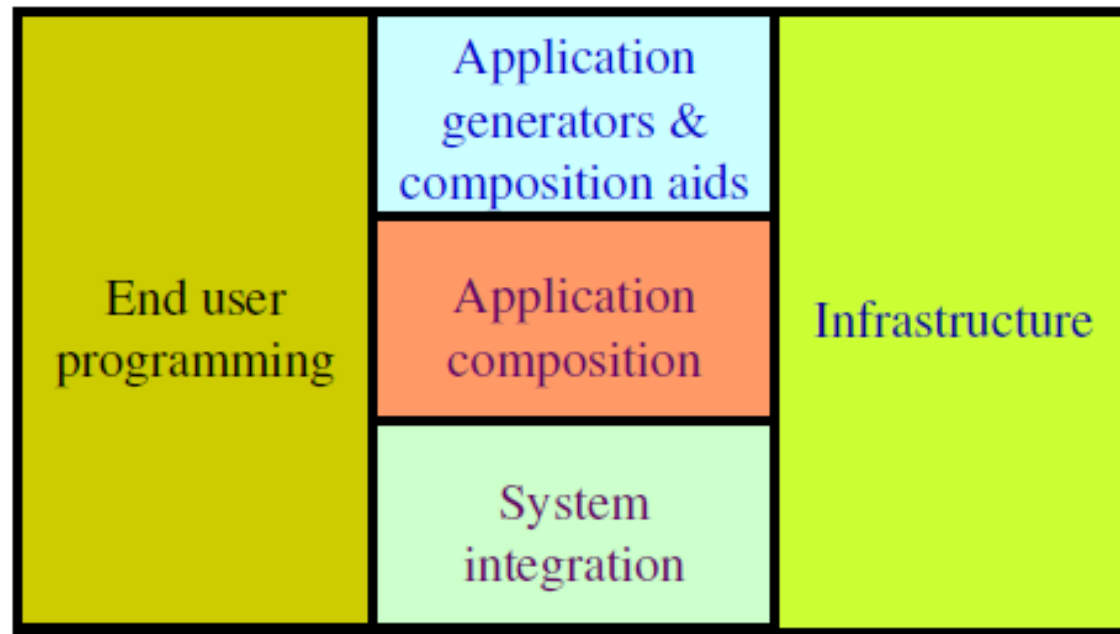 End user
programming
Application
generators &
composition aids
Application
composition
System
integration
Infrastructure